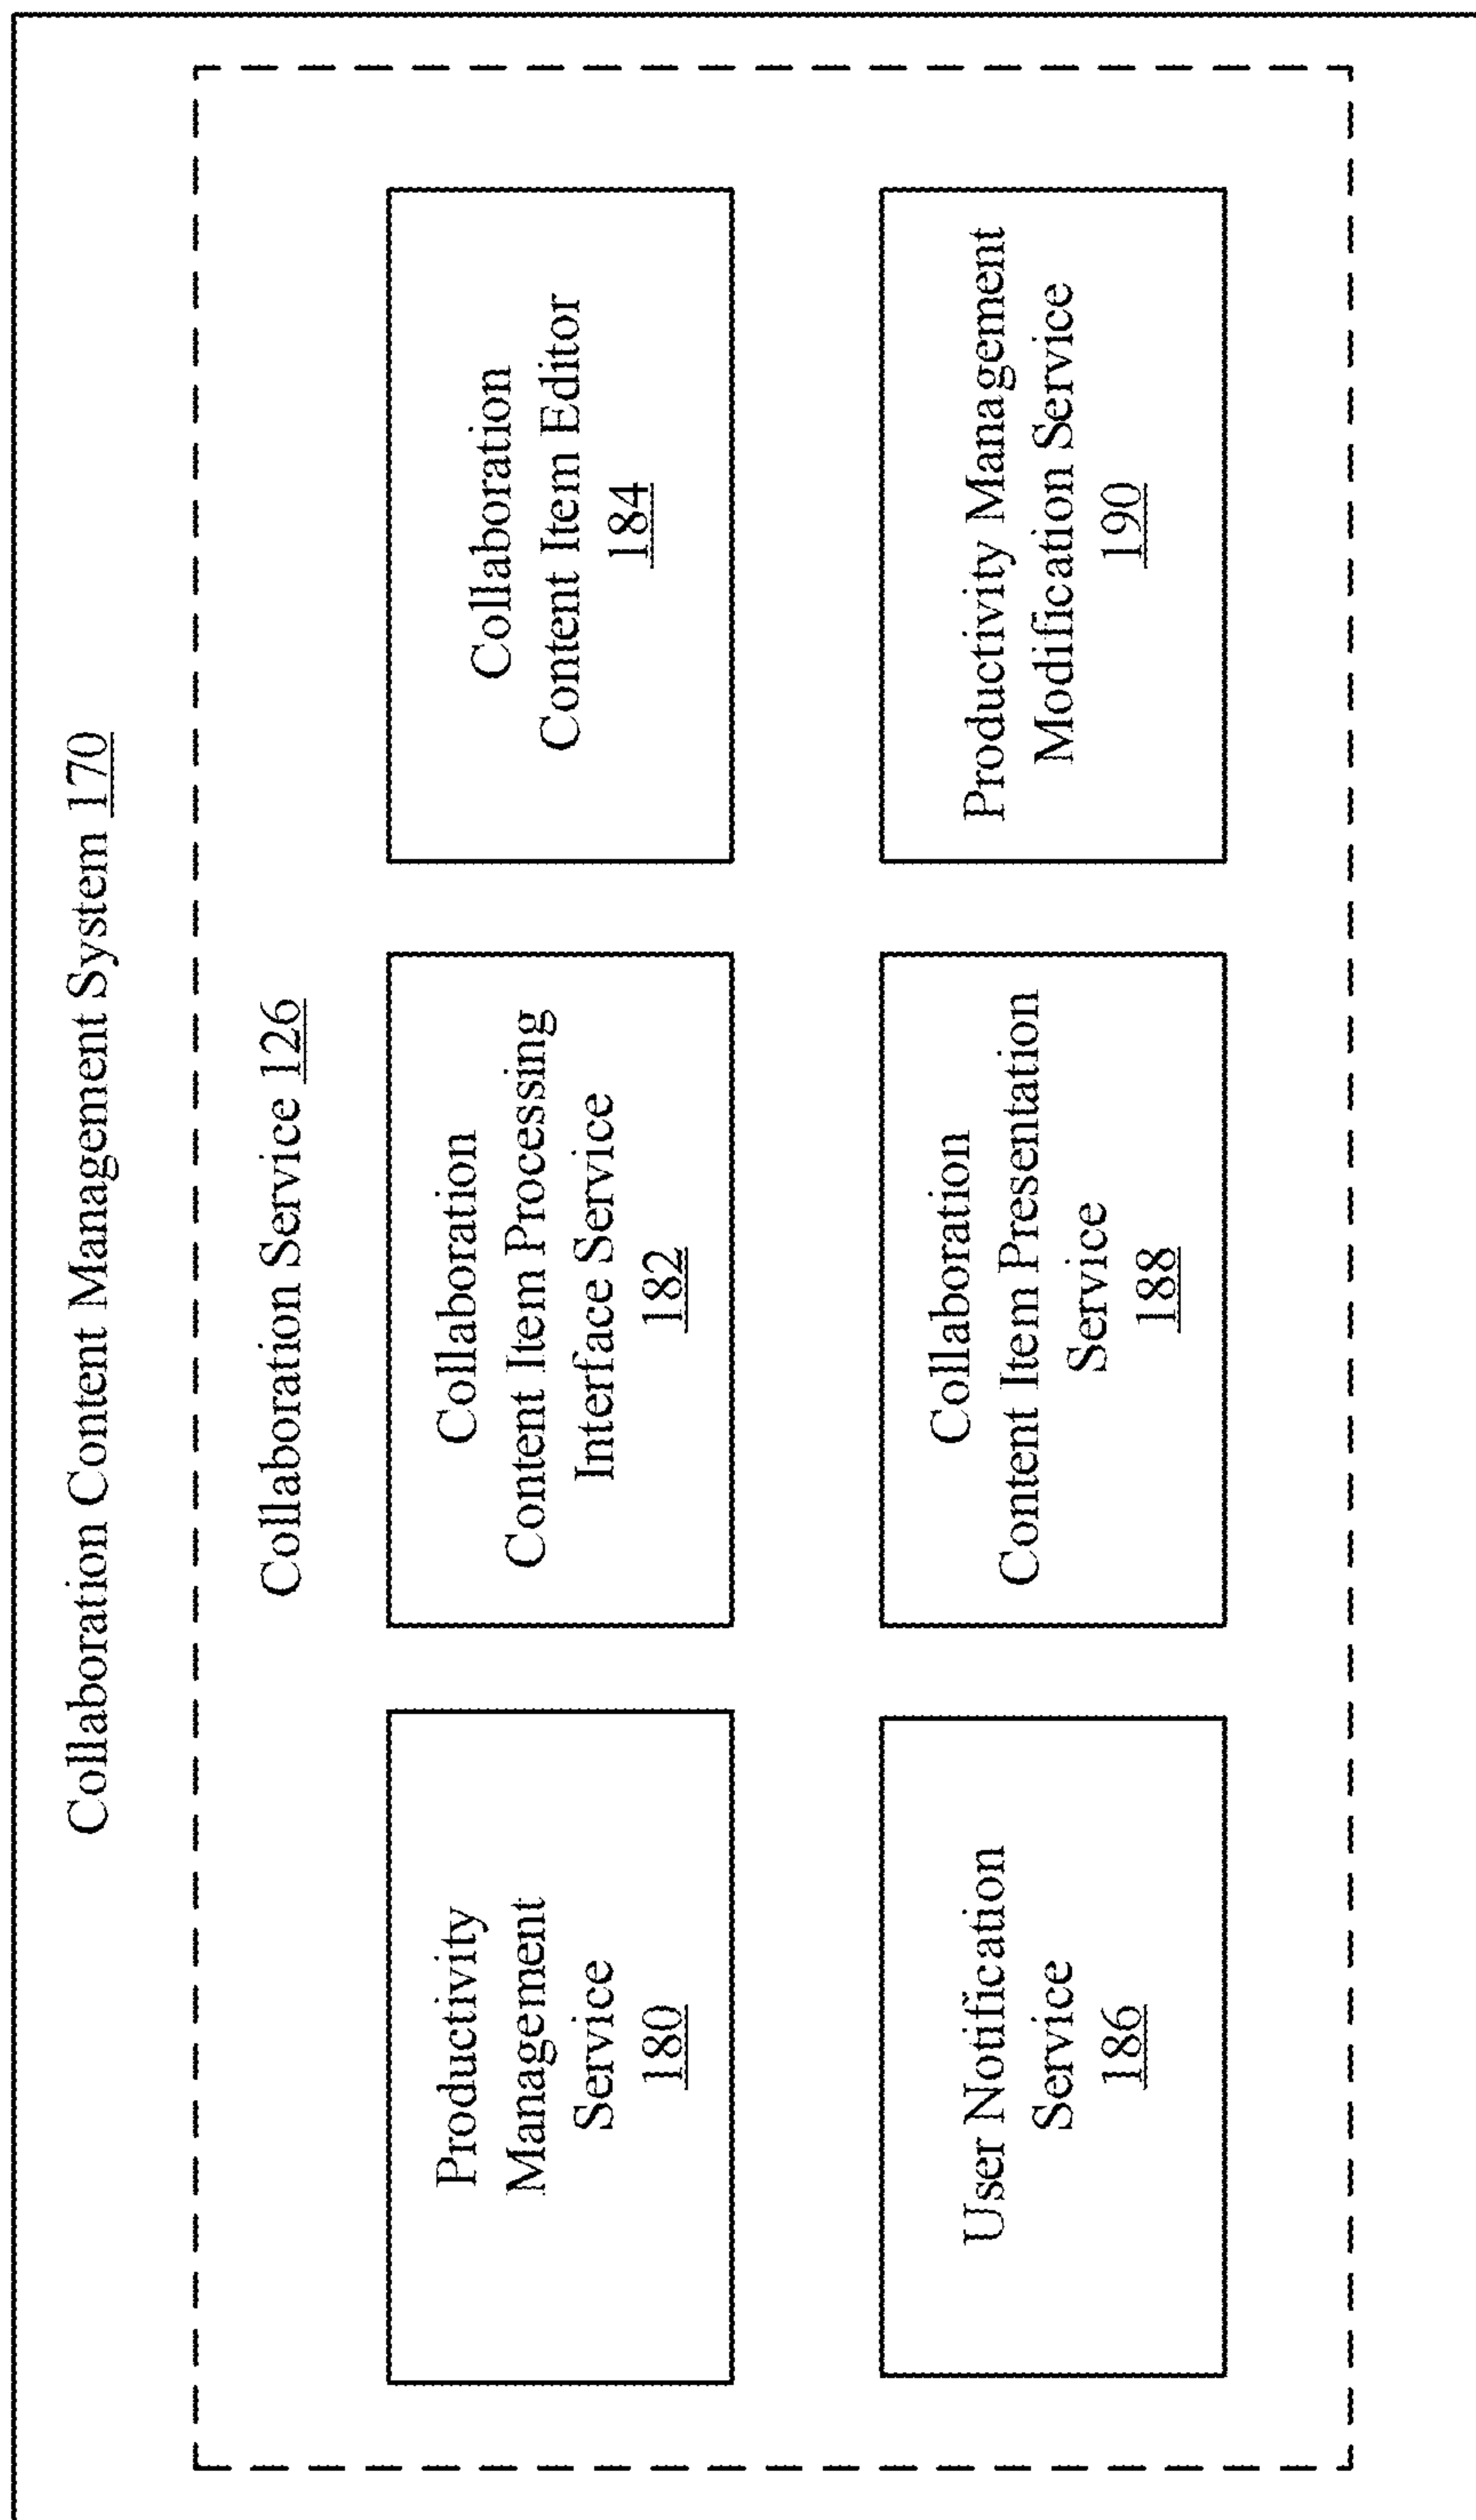 Collaboration Content Management System 170
Collaboration Service 126
Productivity
Management
Service
180
Collaboration
Content Item Processing
Interface Service
182
Collaboration
Content Item Editor
184
User Notification
Service
186
Collaboration
Content Item Presentation
Service
188
Productivity Management
Modification Service
190